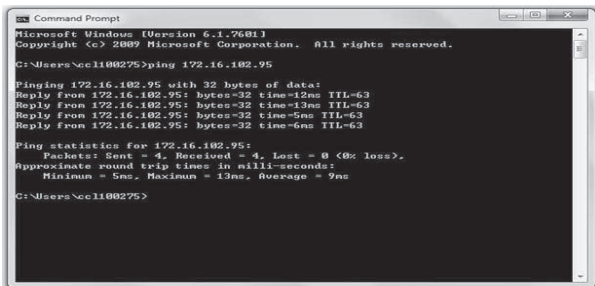 Command Prompt
Microsoft Windows [Version 6.1.7601]
Copyright (c) 2009 Microsoft Corporation. All rights reserved.
C:\Users\ccl100275>ping 172.16.102.95
Pinging 172.16.102.95 with 32 bytes of data:
Reply from 172.16.102.95: bytes=32 time=12ms TTL=63
Reply from 172.16.102.95: bytes=32 time=13ms TTL=63
Reply from 172.16.102.95: bytes=32 time=5ms TTL=63
Reply from 172.16.102.95: bytes=32 time=6ms TTL=63
Ping statistics for 172.16.102.95:
Packets: Sent = 4, Received = 4, Lost = 0 (0% loss),
Approximate round trip times in milli-seconds:
Minimum = 5ms, Maximum = 13ms, Average = 9ms
C:\Users\ccl100275>